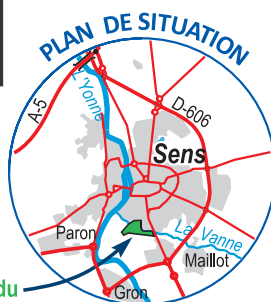 PLAN DE SITUATION
L'Yonne
A-5
D-606
Sens
Paron
La Vanne
Maillot
du
Gron